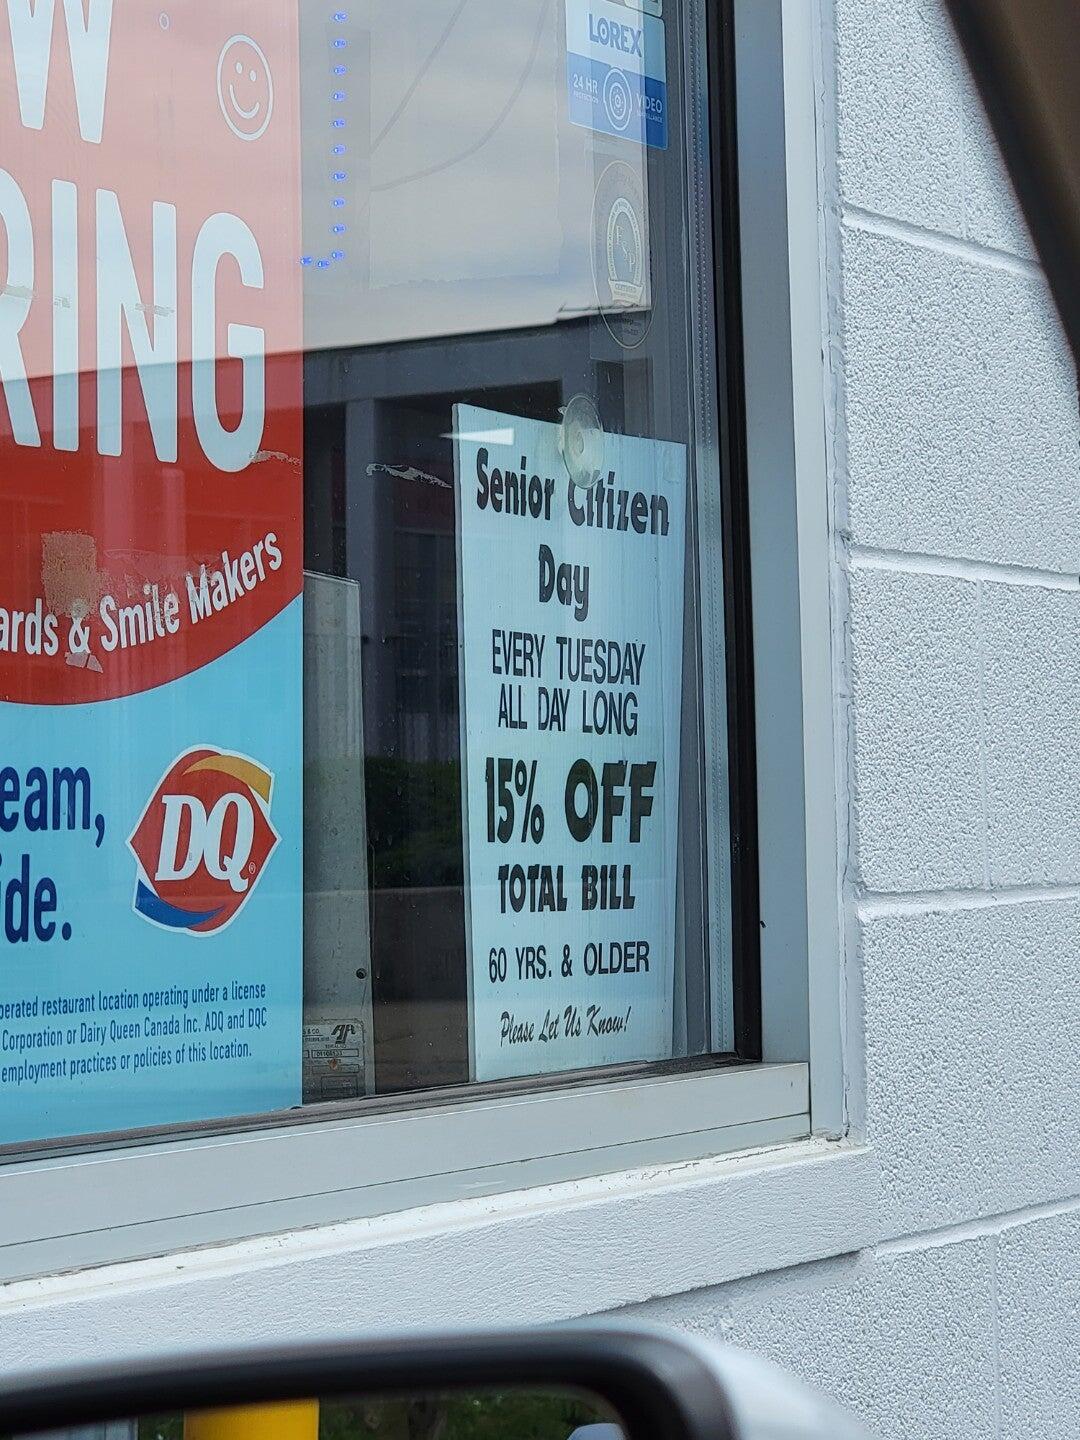 W
RING
ards & Smile Makers
eam,
ide.
DQ
perated restaurant location operating under a license
Corporation or Dairy Queen Canada Inc. ADQ and DQC
employment practices or policies of this location.
LOREX
24 HR
PROTECTION
VIDEO
SURVEILLANCE
Senior Citizen
Day
EVERY TUESDAY
ALL DAY LONG
15% OFF
TOTAL BILL
60 YRS. & OLDER
Please Let Us Know!